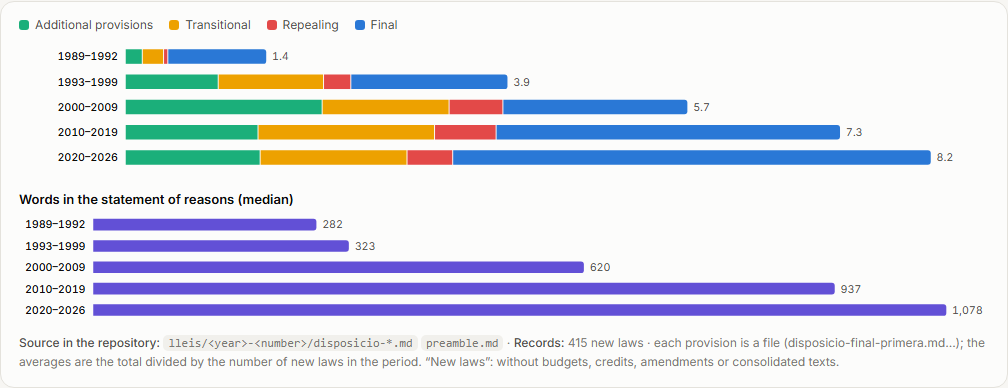 Additional provisions Transitional Repealing Final
1989–1992 1.4
1993–1999 3.9
2000–2009 5.7
2010–2019 7.3
2020–2026 8.2
Words in the statement of reasons (median)
1989–1992 282
1993–1999 323
2000–2009 620
2010–2019 937
2020–2026 1,078
Source in the repository: lleis/<year>-<number>/disposicio-*.md preamble.md · Records: 415 new laws · each provision is a file (disposicio-final-primera.md…); the
averages are the total divided by the number of new laws in the period. “New laws”: without budgets, credits, amendments or consolidated texts.